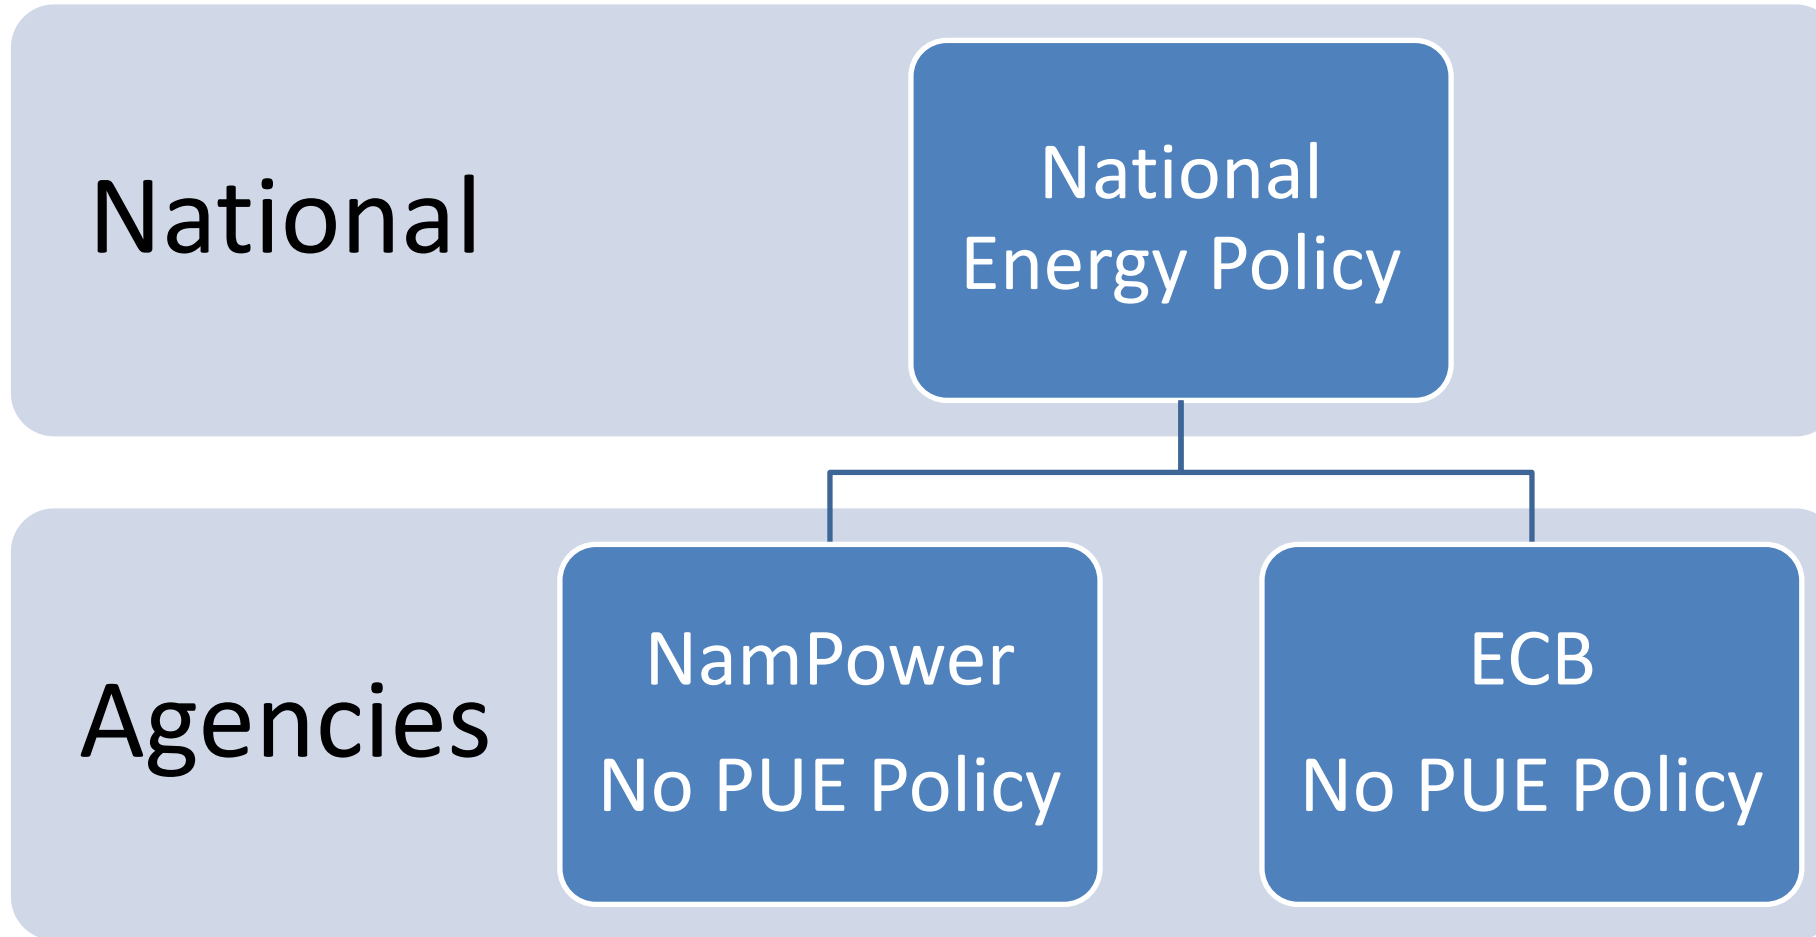 National
National
Energy Policy
Agencies
NamPower
No PUE Policy
ECB
No PUE Policy